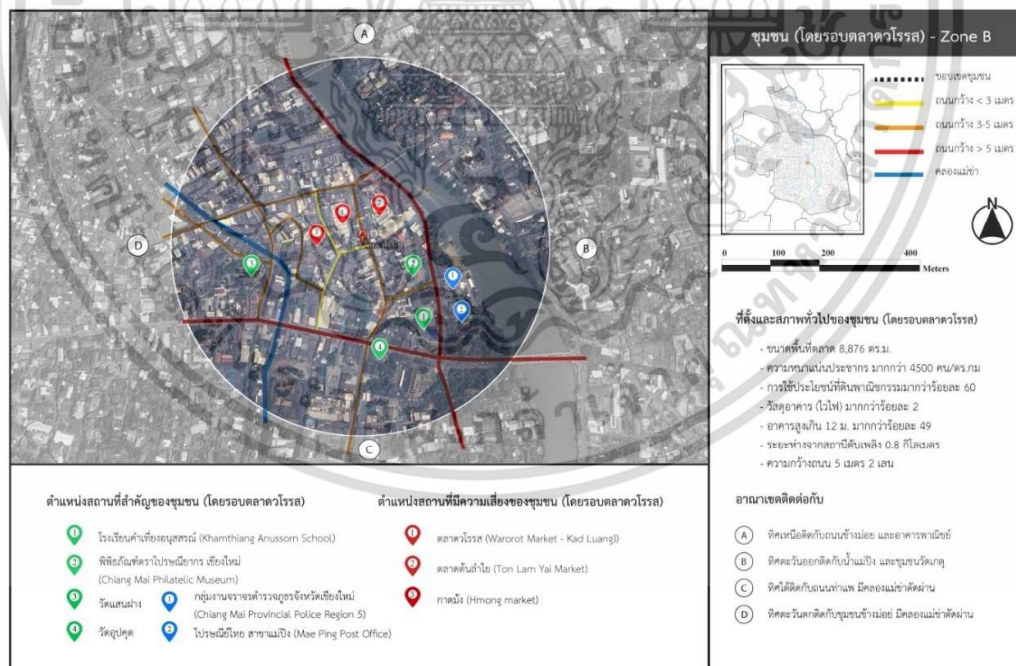 ชุมชน (โดยรอบตลาดวโรรส) - Zone B
ขอบเขตชุมชน
ถนนกว้าง < 3 เมตร
ถนนกว้าง 3-5 เมตร
ถนนกว้าง > 5 เมตร
คลองแม่ข่า
N
0 100 200 400
Meters
A
B
C
D
ที่ตั้งและสภาพทั่วไปของชุมชน (โดยรอบตลาดวโรรส)
- ขนาดพื้นที่ตลาด 8,876 ตร.ม.
- ความหนาแน่นประชากร มากกว่า 4500 คน/ตร.กม
- การใช้ประโยชน์ที่ดินพาณิชกรรมมากกว่าร้อยละ 60
- วัสดุอาคาร (ไวไฟ) มากกว่าร้อยละ 2
- อาคารสูงเกิน 12 ม. มากกว่าร้อยละ 49
- ระยะห่างจากสถานีดับเพลิง 0.8 กิโลเมตร
- ความกว้างถนน 5 เมตร 2 เลน
อาณาเขตติดต่อกับ
A ทิศเหนือติดกับถนนช้างม่อย และอาคารพาณิชย์
B ทิศตะวันออกติดกับน้ำแม่ปิง และชุมชนวัดเกตุ
C ทิศใต้ติดกับถนนท่าแพ มีคลองแม่ข่าตัดผ่าน
D ทิศตะวันตกติดกับชุมชนช้างม่อย มีคลองแม่ข่าตัดผ่าน
ตำแหน่งสถานที่สำคัญของชุมชน (โดยรอบตลาดวโรรส)
1 โรงเรียนคำเที่ยงอนุสสรณ์ (Khamthiang Anussorn School)
2 พิพิธภัณฑ์ตราไปรษณียากร เชียงใหม่
(Chiang Mai Philatelic Museum)
3 วัดแสนฝาง
4 วัดอุปคุต
1 กลุ่มงานจราจรตำรวจภูธรจังหวัดเชียงใหม่
(Chiang Mai Provincial Police Region 5)
2 ไปรษณีย์ไทย สาขาแม่ปิง (Mae Ping Post Office)
ตำแหน่งสถานที่มีความเสี่ยงของชุมชน (โดยรอบตลาดวโรรส)
1 ตลาดวโรรส (Warorot Market - Kad Luang))
2 ตลาดต้นลำไย (Ton Lam Yai Market)
3 กาดม้ง (Hmong market)